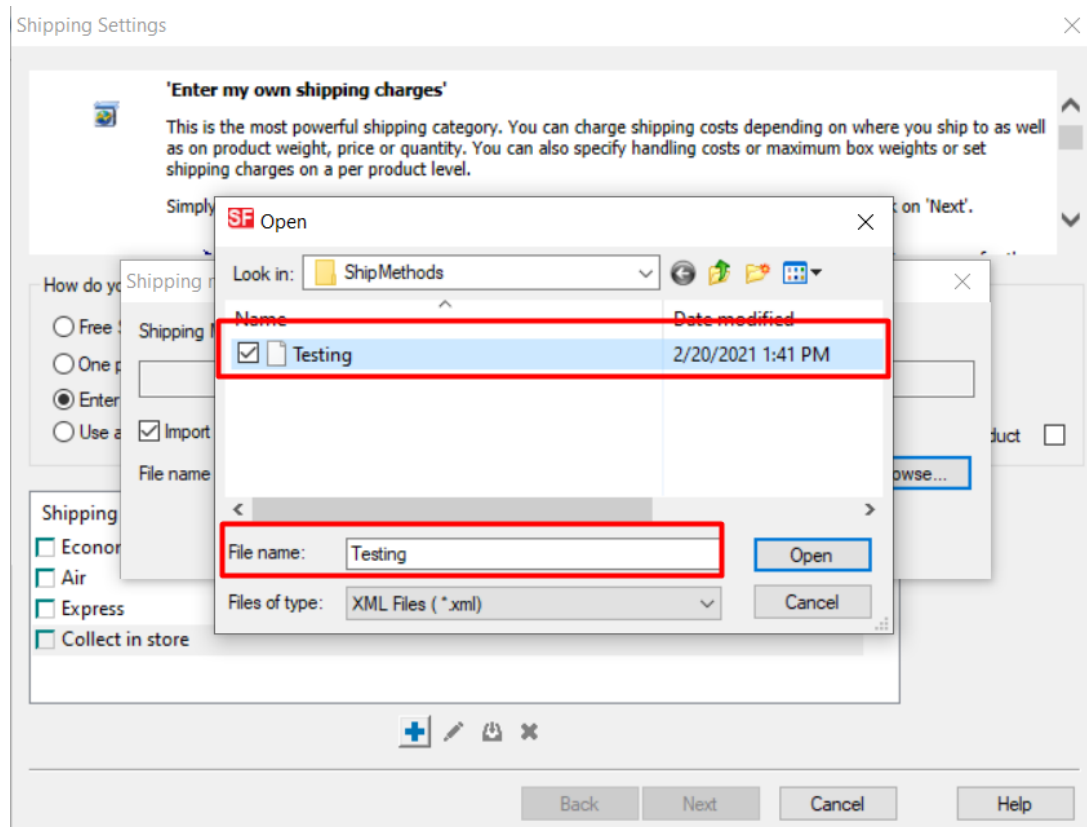 Shipping Settings
'Enter my own shipping charges'
This is the most powerful shipping category. You can charge shipping costs depending on where you ship to as well
as on product weight, price or quantity. You can also specify handling costs or maximum box weights or set
shipping charges on a per product level.
Simply
on 'Next'.
SF Open
Look in: ShipMethods
How do yo
Shipping
Name
Date modified
Free
Shipping
Testing
2/20/2021 1:41 PM
One p
Enter
Use a
Import
duct
File name
owse...
Shipping
Econor
File name: Testing
Open
Air
Express
Files of type: XML Files ( *.xml)
Cancel
Collect in store
Back
Next
Cancel
Help